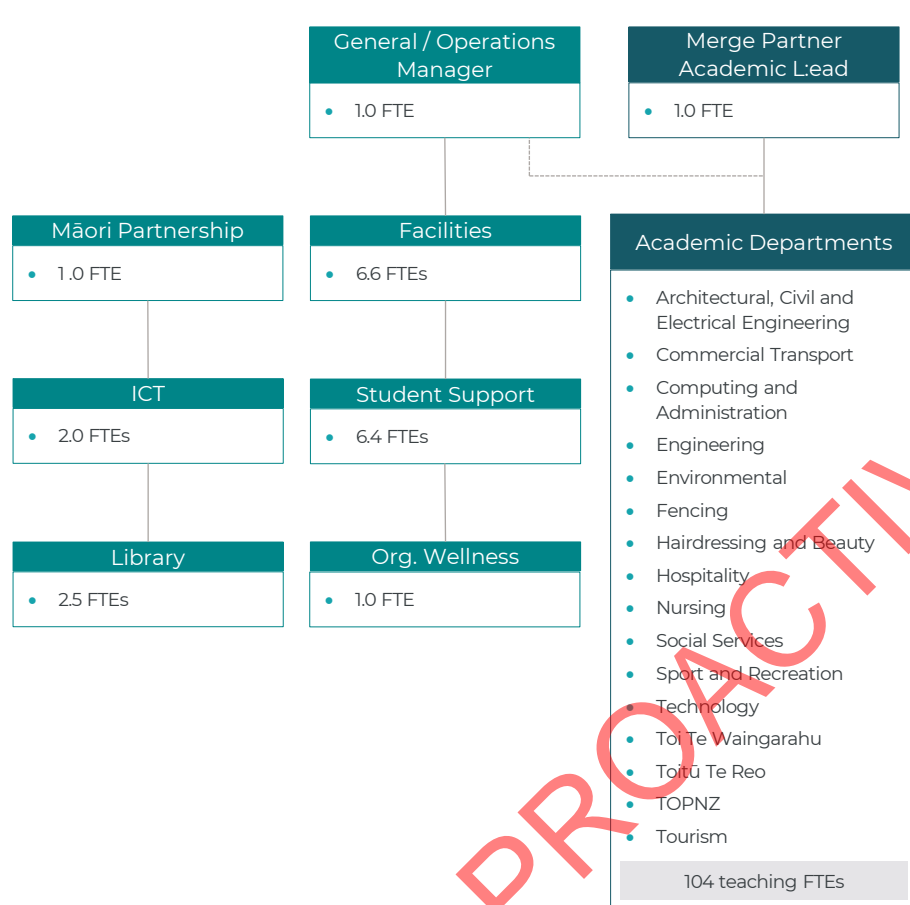 General / Operations
Manager
• 1.0 FTE
Merge Partner
Academic L:ead
• 1.0 FTE
Māori Partnership
• 1 .0 FTE
Facilities
• 6.6 FTEs
ICT
• 2.0 FTEs
Student Support
• 6.4 FTEs
Library
• 2.5 FTEs
Org. Wellness
• 1.0 FTE
Academic Departments
• Architectural, Civil and
Electrical Engineering
• Commercial Transport
• Computing and
Administration
• Engineering
• Environmental
• Fencing
• Hairdressing and Beauty
• Hospitality
• Nursing
• Social Services
• Sport and Recreation
• Technology
• Toi Te Waingarahu
• Toitū Te Reo
• TOPNZ
• Tourism
104 teaching FTEs